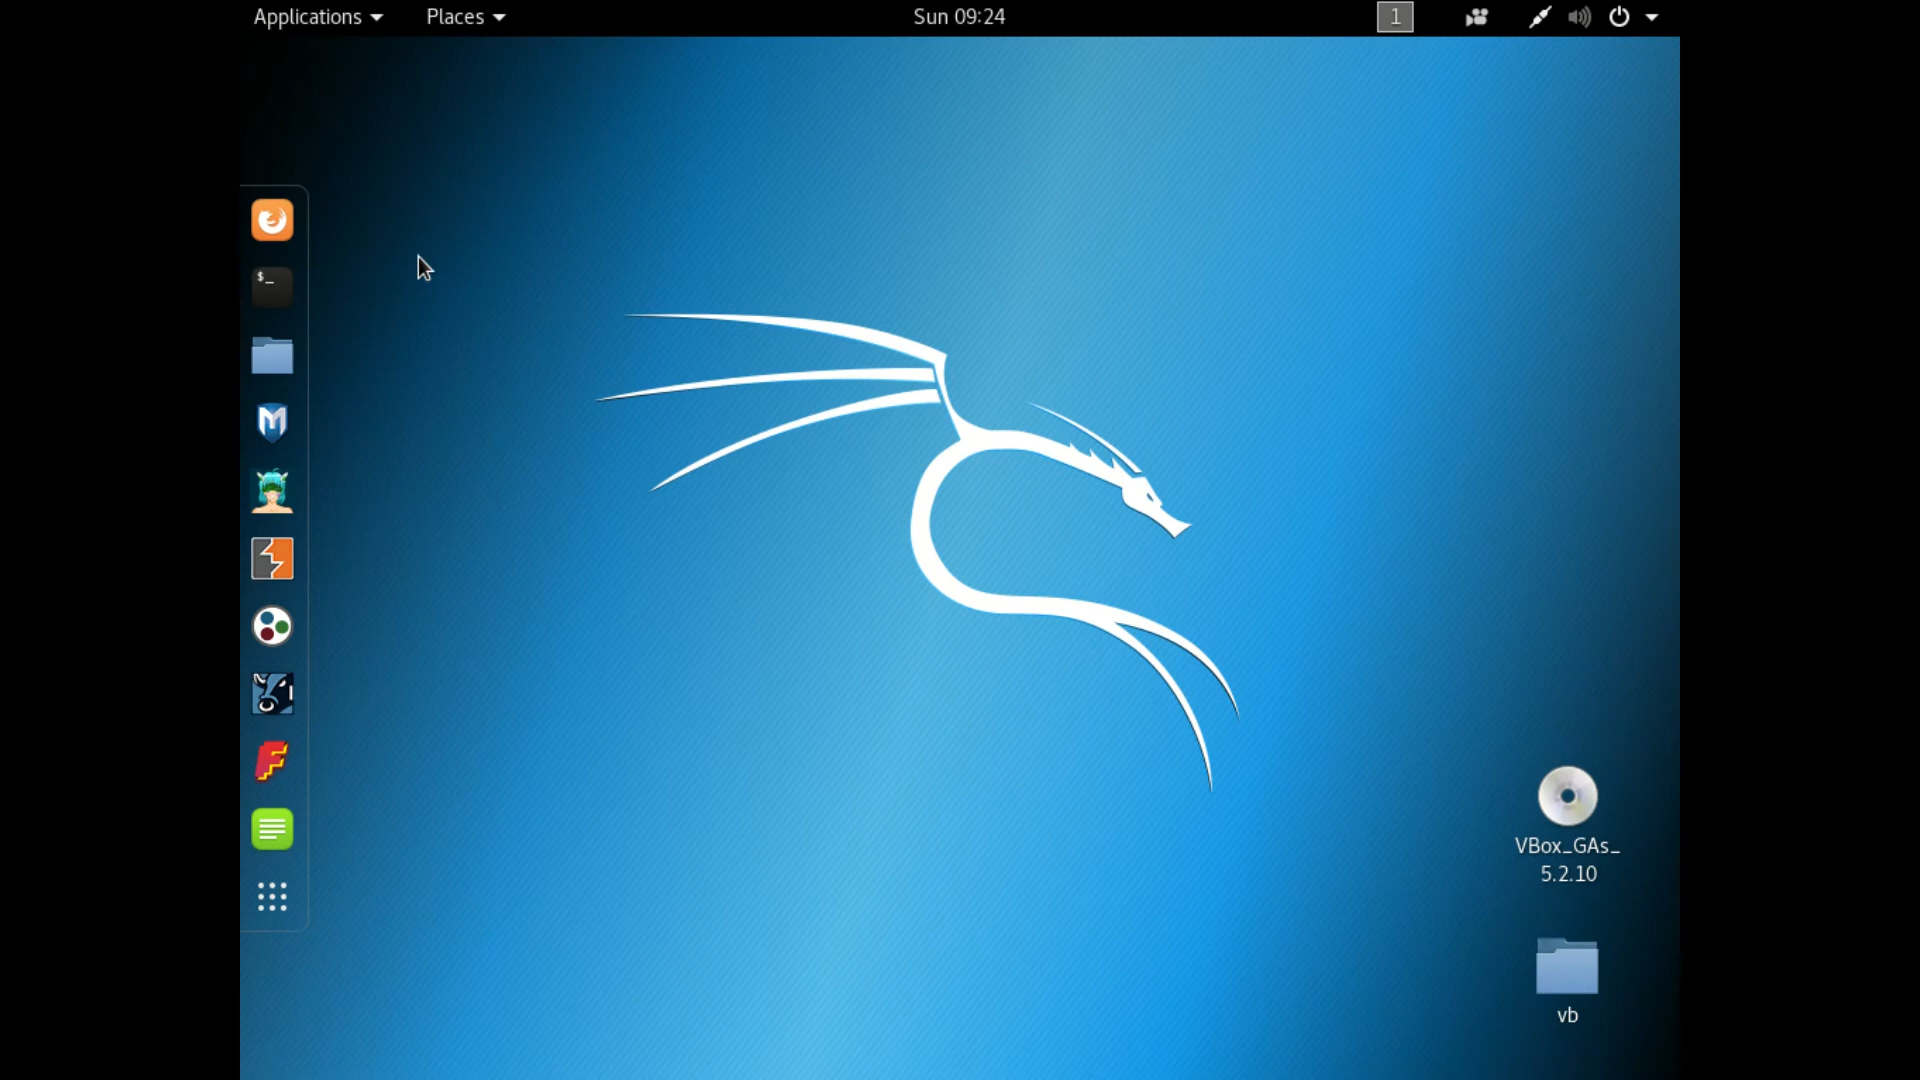 Applications
Places
Sun 09:24
1
$_
VBox_GAs_
5.2.10
vb